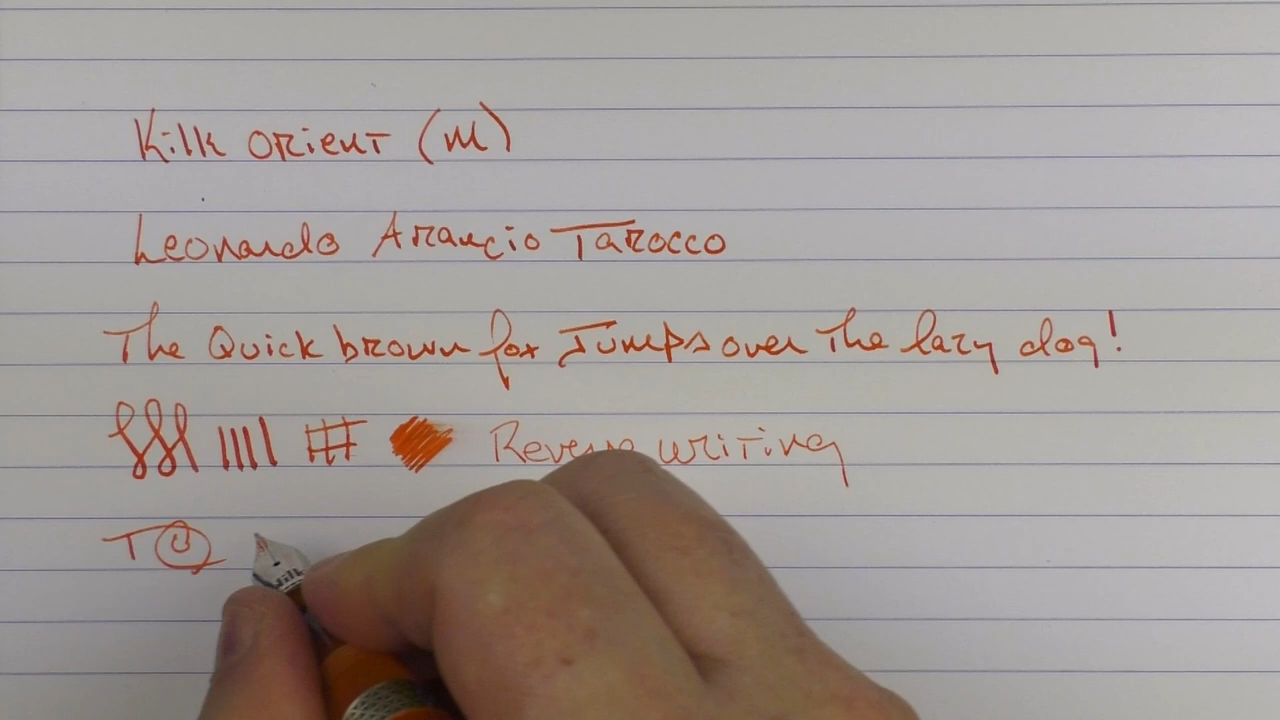 Kilk Orient (M)
Leonardo Arancio Tarocco
The Quick brown fox Jumps over The lazy dog!
Reverse writing